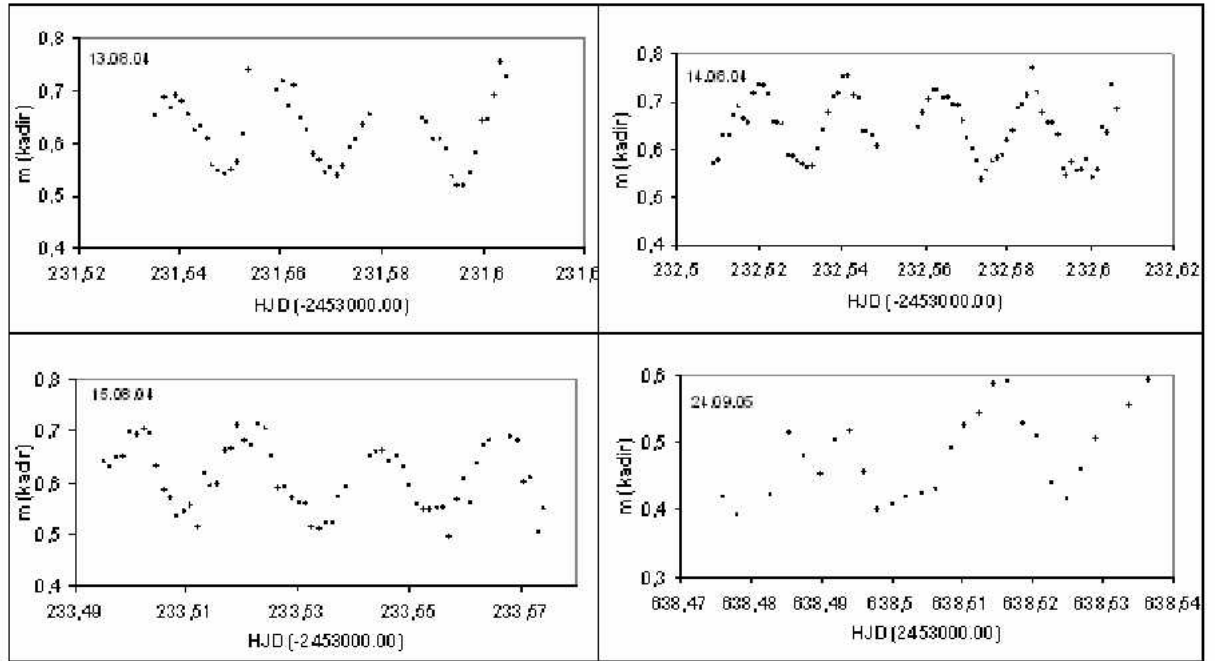 0,8
0,7
0,6
0,5
0,4
m (kadir)
13.08.04
231,52 231,54 231,56 231,58 231,6 231,6
HJD (-2453000.00)
0,8
0,7
0,6
0,5
0,4
m (kadir)
14.08.04
232,5 232,52 232,54 232,56 232,58 232,6 232,62
HJD (-2453000.00)
0,8
0,7
0,6
0,5
0,4
m (kadir)
15.08.04
233,49 233,51 233,53 233,55 233,57
HJD (-2453000.00)
0,6
0,5
0,4
0,3
m (kadir)
24.09.05
638,47 638,48 638,49 638,5 638,51 638,52 638,53 638,54
HJD (2453000.00)